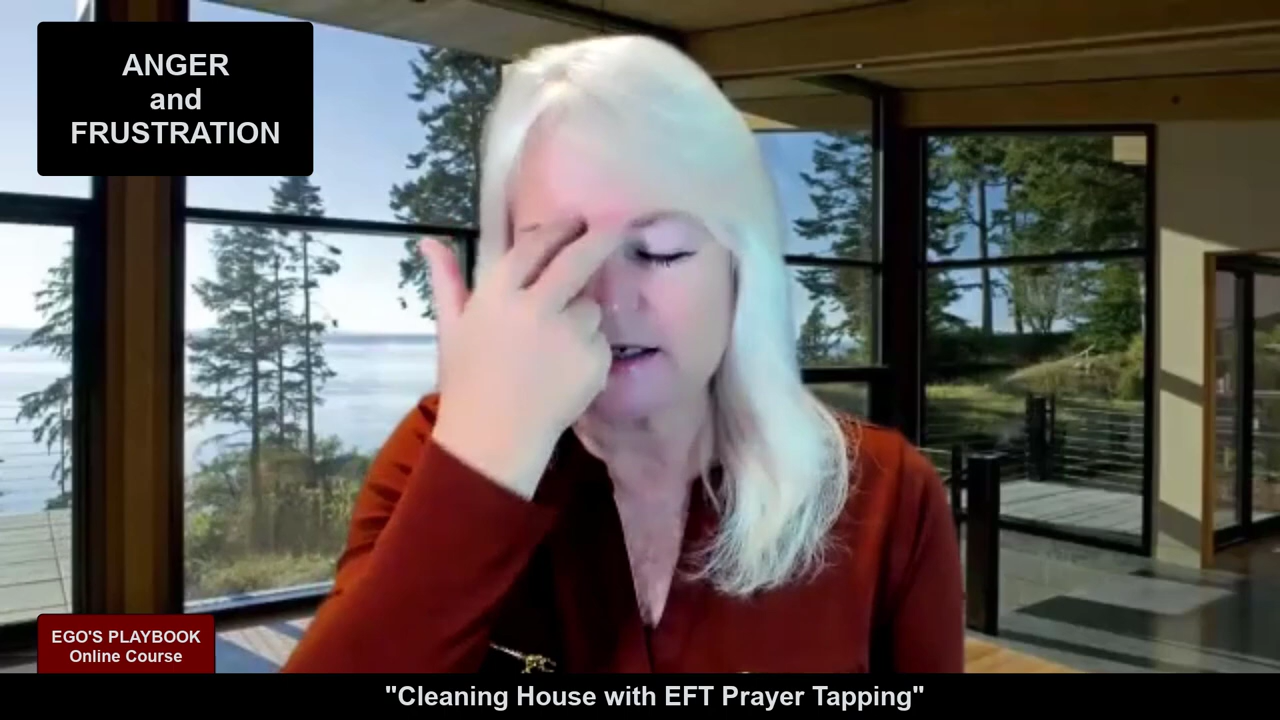 ANGER
and
FRUSTRATION
EGO'S PLAYBOOK
Online Course
"Cleaning House with EFT Prayer Tapping"